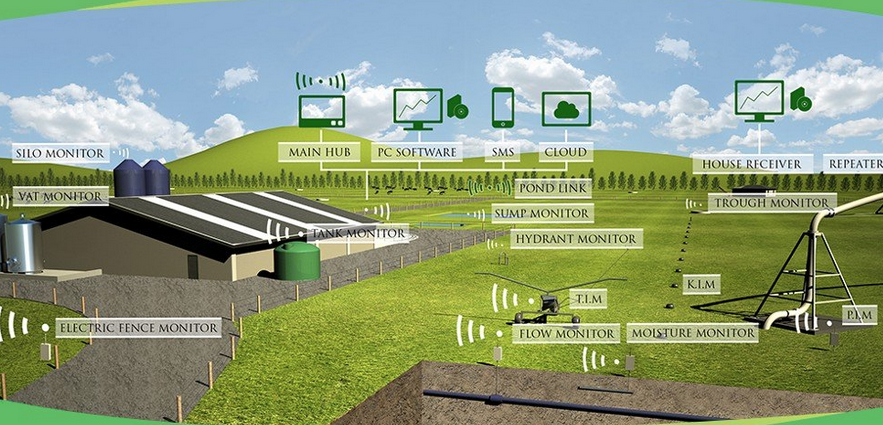 MAIN HUB
PC SOFTWARE
SMS
CLOUD
HOUSE RECEIVER
REPEATER
SILO MONITOR
VAT MONITOR
POND LINK
TROUGH MONITOR
SUMP MONITOR
TANK MONITOR
HYDRANT MONITOR
K.I.M
T.I.M
P.I.M
ELECTRIC FENCE MONITOR
FLOW MONITOR
MOISTURE MONITOR